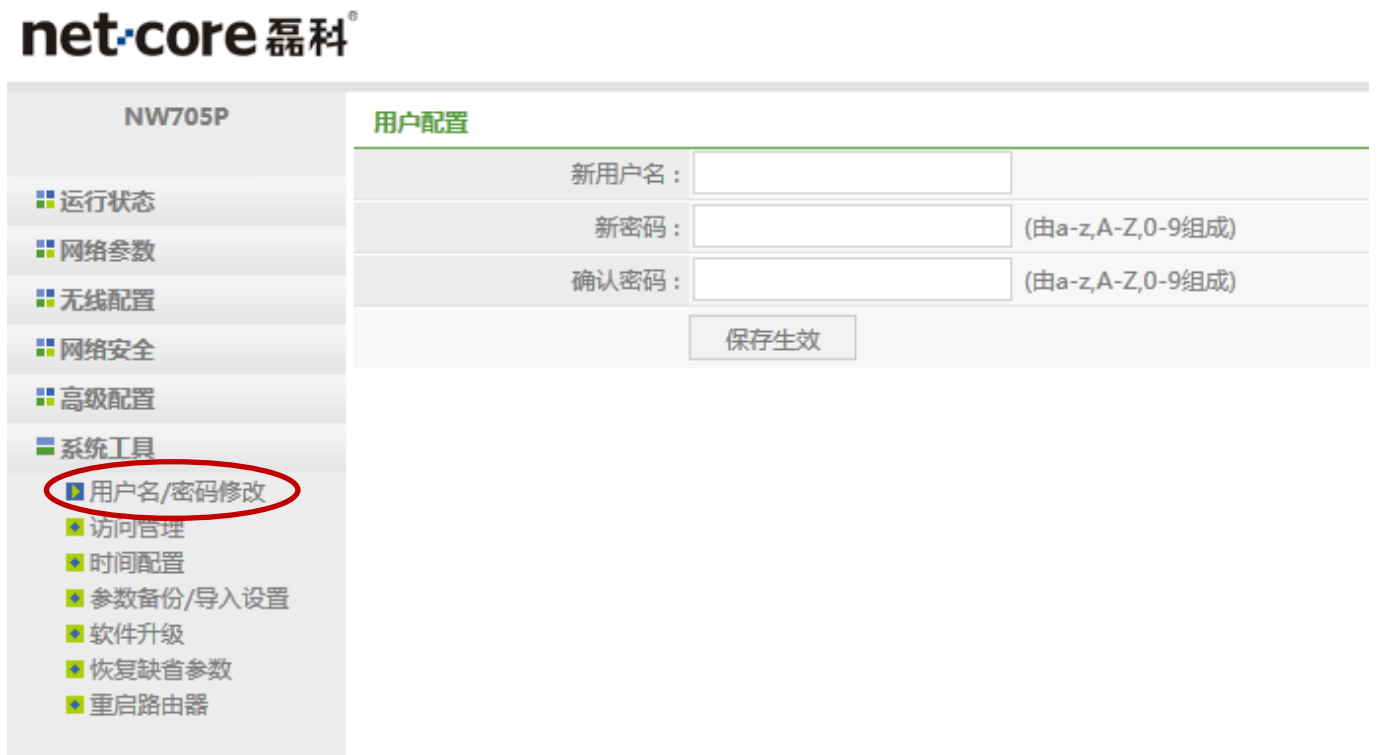 net-core 磊科®
NW705P
运行状态
网络参数
无线配置
网络安全
高级配置
系统工具
用户名/密码修改
访问管理
时间配置
参数备份/导入设置
软件升级
恢复缺省参数
重启路由器
用户配置
新用户名：
新密码： (由a-z,A-Z,0-9组成)
确认密码： (由a-z,A-Z,0-9组成)
保存生效